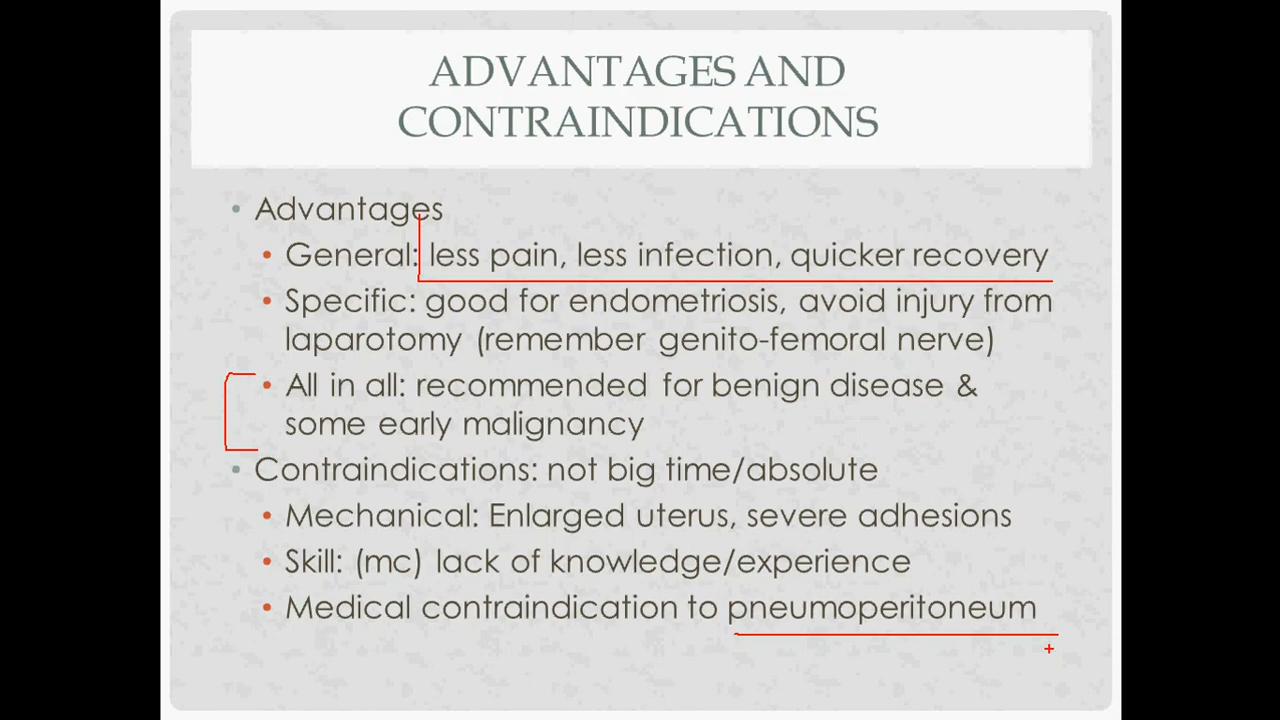 ADVANTAGES AND
CONTRAINDICATIONS
• Advantages
• General: less pain, less infection, quicker recovery
• Specific: good for endometriosis, avoid injury from
laparotomy (remember genito-femoral nerve)
• All in all: recommended for benign disease &
some early malignancy
• Contraindications: not big time/absolute
• Mechanical: Enlarged uterus, severe adhesions
• Skill: (mc) lack of knowledge/experience
• Medical contraindication to pneumoperitoneum